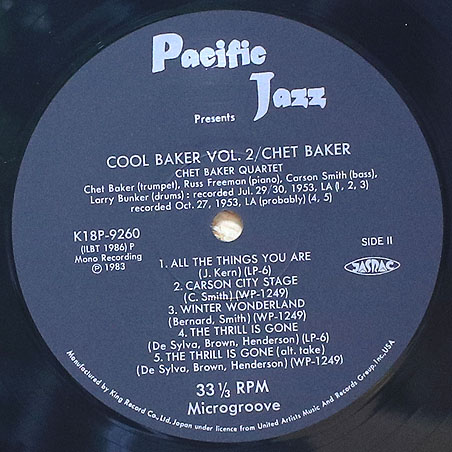 Pacific
Jazz
Presents
COOL BAKER VOL. 2/CHET BAKER
CHET BAKER QUARTET
Chet Baker (trumpet), Russ Freeman (piano), Carson Smith (bass),
Larry Bunker (drums) : recorded Jul. 29/30, 1953, LA (1, 2, 3)
recorded Oct. 27, 1953, LA (probably) (4, 5)
K18P-9260
(ILBT 1986) P
Mono Recording
℗ 1983
SIDE II
JASRAC
1. ALL THE THINGS YOU ARE
(J. Kern) (LP-6)
2. CARSON CITY STAGE
(C. Smith) (WP-1249)
3. WINTER WONDERLAND
(Bernard, Smith) (WP-1249)
4. THE THRILL IS GONE
(De Sylva, Brown, Henderson) (LP-6)
5. THE THRILL IS GONE (alt. take)
(De Sylva, Brown, Henderson) (WP-1249)
33 1/3 RPM
Microgroove
Manufactured by King Record Co., Ltd. Japan under licence from United Artists Music And Records Group, Inc. USA